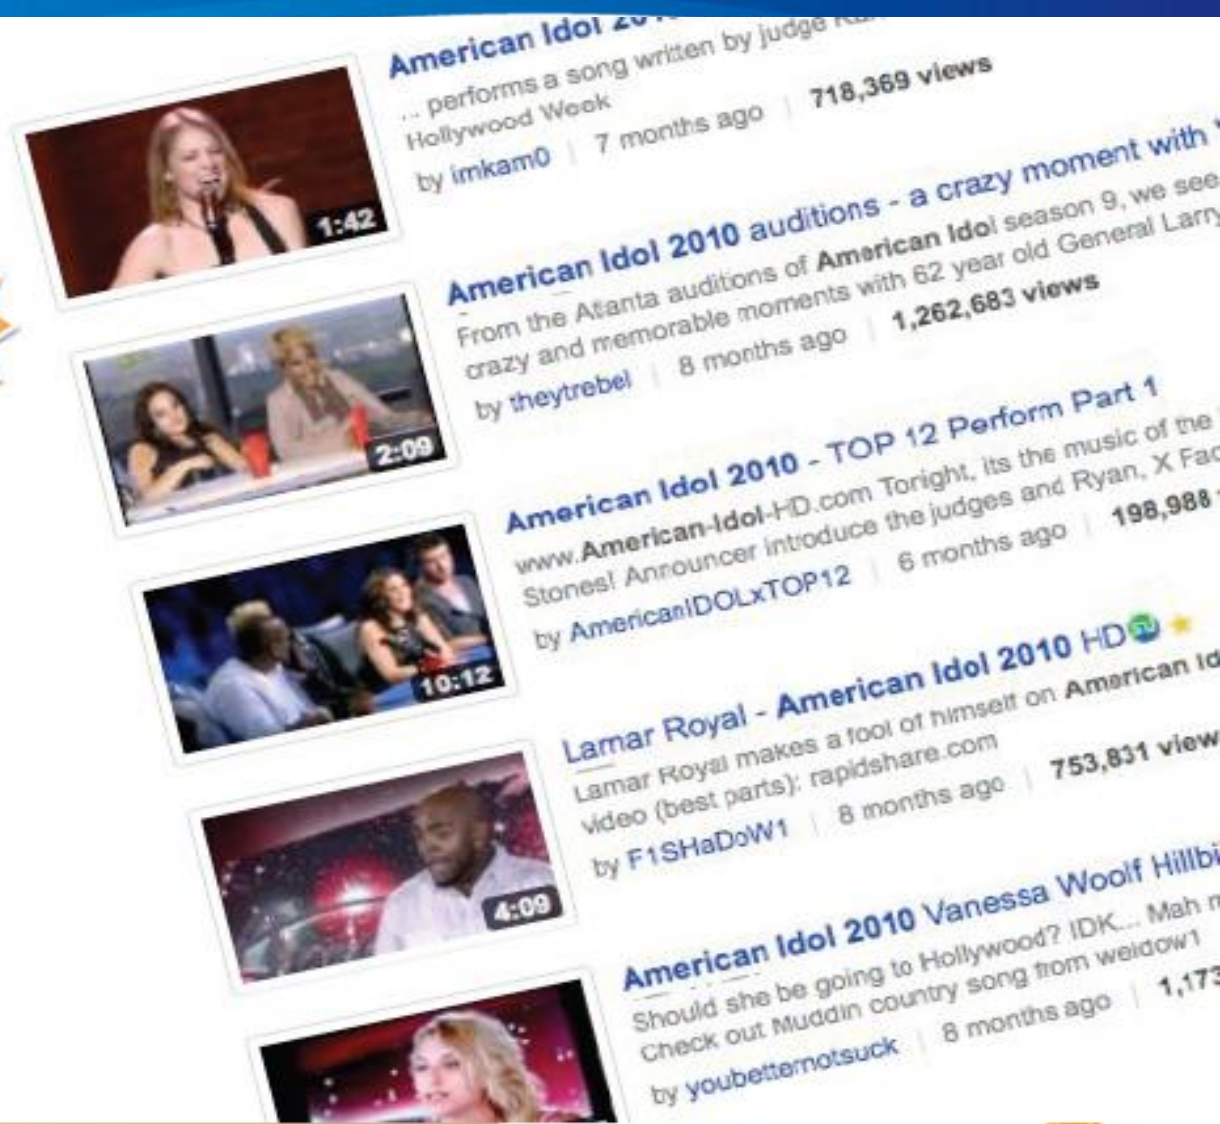 American Idol
... performs a song written by judge
Hollywood Week
by imkam0 | 7 months ago | 718,369 views
1:42
American Idol 2010 auditions - a crazy moment with
From the Atlanta auditions of American Idol season 9, we see
crazy and memorable moments with 62 year old General Larry
by theytrebel | 8 months ago | 1,262,683 views
2:09
American Idol 2010 - TOP 12 Perform Part 1
www.American-Idol-HD.com Tonight, its the music of the
Stones! Announcer introduce the judges and Ryan, X Fac
by AmericanIDOLxTOP12 | 6 months ago | 198,988
10:12
Lamar Royal - American Idol 2010 HD
Lamar Royal makes a fool of himself on American Id
video (best parts): rapidshare.com
by F1SHaDoW1 | 8 months ago | 753,831 view
4:09
American Idol 2010 Vanessa Woolf Hillbi
Should she be going to Hollywood? IDK... Mah m
Check out Muddin country song from weidow1
by youbetternotsuck | 8 months ago | 1,173